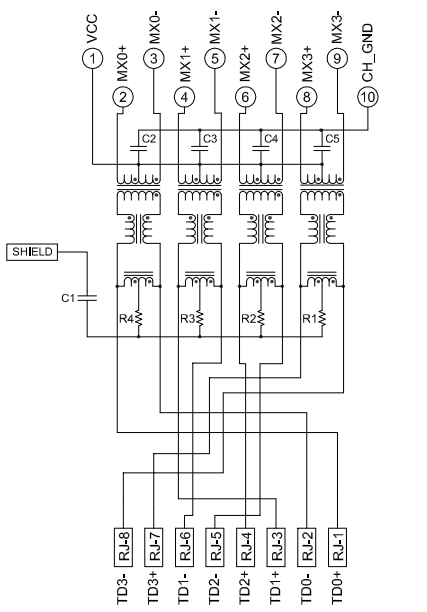 VCC
MX0+
MX0-
MX1+
MX1-
MX2+
MX2-
MX3+
MX3-
CH_GND
1
2
3
4
5
6
7
8
9
10
C2
C3
C4
C5
SHIELD
C1
R4
R3
R2
R1
RJ-8
RJ-7
RJ-6
RJ-5
RJ-4
RJ-3
RJ-2
RJ-1
TD3-
TD3+
TD1-
TD2-
TD2+
TD1+
TD0-
TD0+